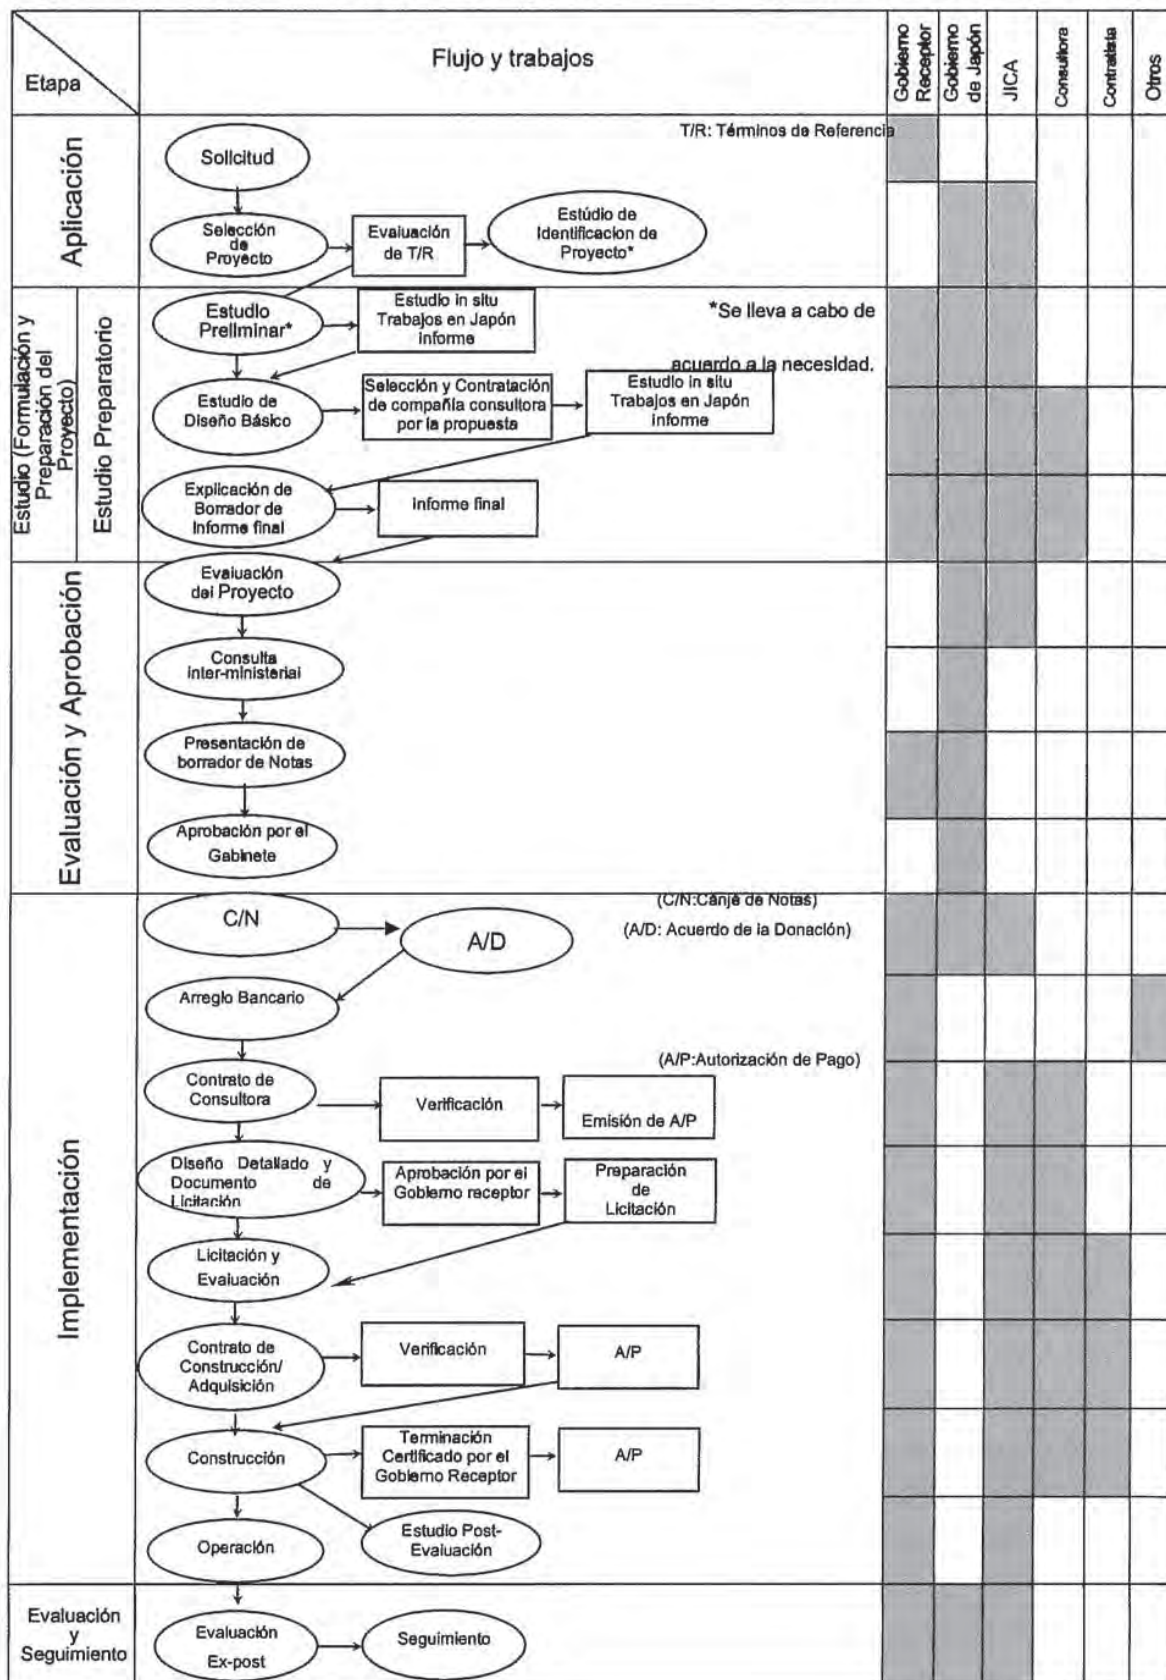 Etapa
Flujo y trabajos
Gobierno
Receptor
Gobierno
de Japón
JICA
Consultora
Contratista
Otros
Aplicación
T/R: Términos de Referencia
Solicitud
Selección
de
Proyecto
Evaluación
de T/R
Estúdio de
Identificacion de
Proyecto*
Estudio (Formulación y
Preparación del
Proyecto)
Estudio Preparatorio
Estudio
Preliminar*
Estudio in situ
Trabajos en Japón
informe
*Se lleva a cabo de
acuerdo a la necesidad.
Estudio de
Diseño Básico
Selección y Contratación
de compañía consultora
por la propuesta
Estudio in situ
Trabajos en Japón
informe
Explicación de
Borrador de
Informe final
Informe final
Evaluación y Aprobación
Evaluación
del Proyecto
Consulta
inter-ministerial
Presentación de
borrador de Notas
Aprobación por el
Gabinete
Implementación
C/N
A/D
(C/N:Cánje de Notas)
(A/D: Acuerdo de la Donación)
Arreglo Bancario
(A/P:Autorización de Pago)
Contrato de
Consultora
Verificación
Emisión de A/P
Diseño Detallado y
Documento de
Licitación
Aprobación por el
Gobierno receptor
Preparación
de
Licitación
Licitación y
Evaluación
Contrato de
Construcción/
Adquisición
Verificación
A/P
Construcción
Terminación
Certificado por el
Gobierno Receptor
A/P
Operación
Estudio Post-
Evaluación
Evaluación
y
Seguimiento
Evaluación
Ex-post
Seguimiento